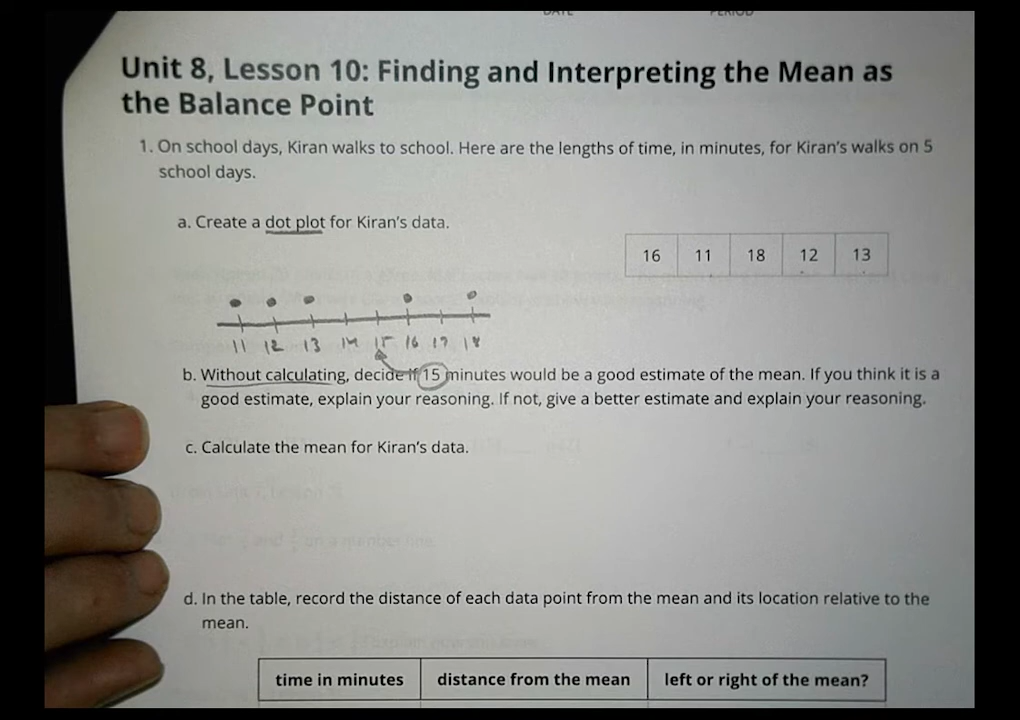 DATE PERIOD
Unit 8, Lesson 10: Finding and Interpreting the Mean as
the Balance Point
1. On school days, Kiran walks to school. Here are the lengths of time, in minutes, for Kiran's walks on 5
school days.
a. Create a dot plot for Kiran's data.
16 11 18 12 13
11 12 13 14 15 16 17 18
b. Without calculating, decide if 15 minutes would be a good estimate of the mean. If you think it is a
good estimate, explain your reasoning. If not, give a better estimate and explain your reasoning.
c. Calculate the mean for Kiran's data.
d. In the table, record the distance of each data point from the mean and its location relative to the
mean.
time in minutes distance from the mean left or right of the mean?